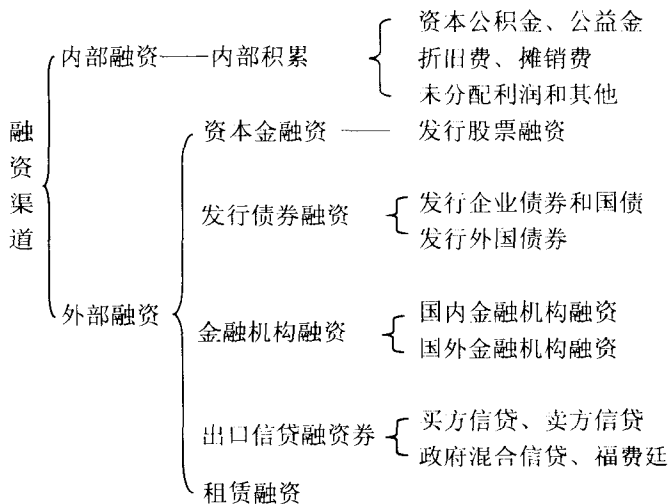 融资渠道
内部融资——内部积累
资本公积金、公益金
折旧费、摊销费
未分配利润和其他
外部融资
资本金融资——发行股票融资
发行债券融资
发行企业债券和国债
发行外国债券
金融机构融资
国内金融机构融资
国外金融机构融资
出口信贷融资券
买方信贷、卖方信贷
政府混合信贷、福费廷
租赁融资